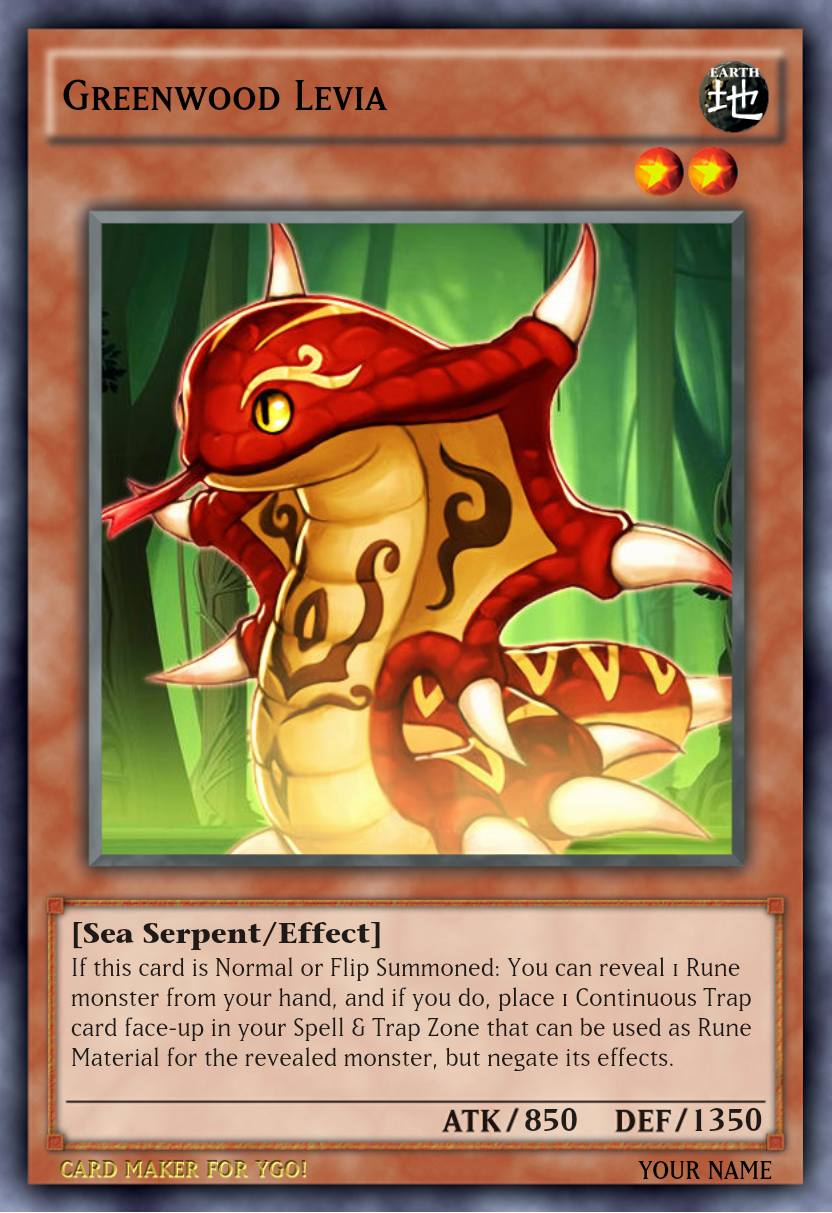 Greenwood Levia
EARTH
地
[Sea Serpent/Effect]
If this card is Normal or Flip Summoned: You can reveal 1 Rune
monster from your hand, and if you do, place 1 Continuous Trap
card face-up in your Spell & Trap Zone that can be used as Rune
Material for the revealed monster, but negate its effects.
ATK/850 DEF/1350
CARD MAKER FOR YGO! YOUR NAME